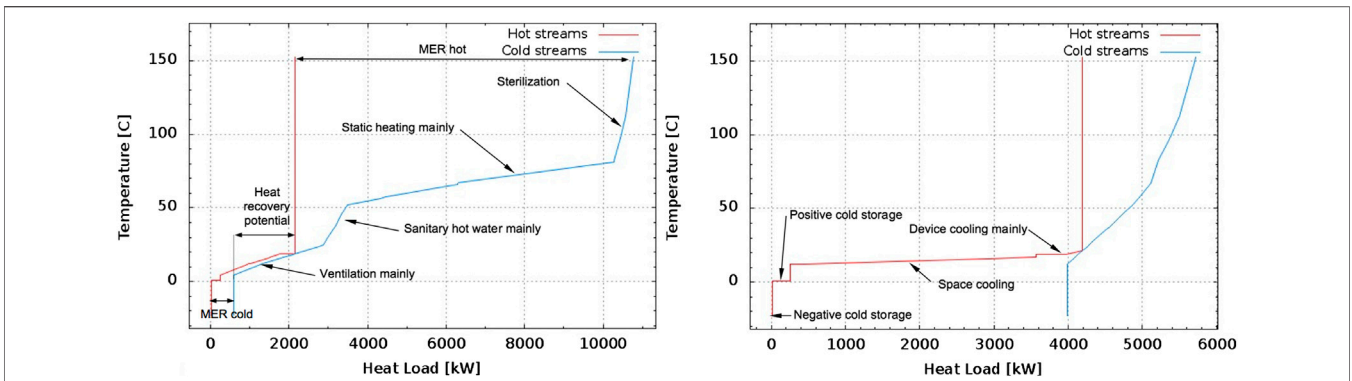 Hot streams
Cold streams
MER hot
Sterilization
Static heating mainly
Heat
recovery
potential
Sanitary hot water mainly
Ventilation mainly
MER cold
150
100
50
0
Temperature [C]
0
2000
4000
6000
8000
10000
Heat Load [kW]
Hot streams
Cold streams
Positive cold storage
Device cooling mainly
Space cooling
Negative cold storage
150
100
50
0
Temperature [C]
0
1000
2000
3000
4000
5000
6000
Heat Load [kW]